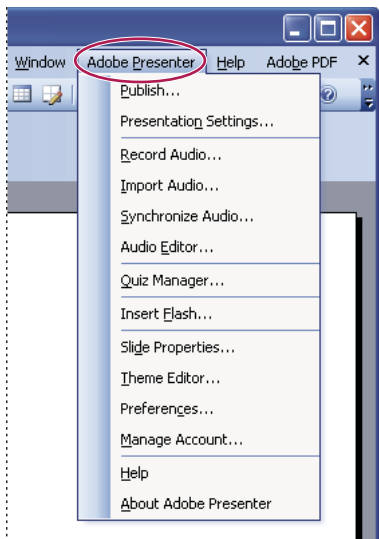 Window Adobe Presenter Help Adobe PDF ×
Publish...
Presentation Settings...
Record Audio...
Import Audio...
Synchronize Audio...
Audio Editor...
Quiz Manager...
Insert Flash...
Slide Properties...
Theme Editor...
Preferences...
Manage Account...
Help
About Adobe Presenter